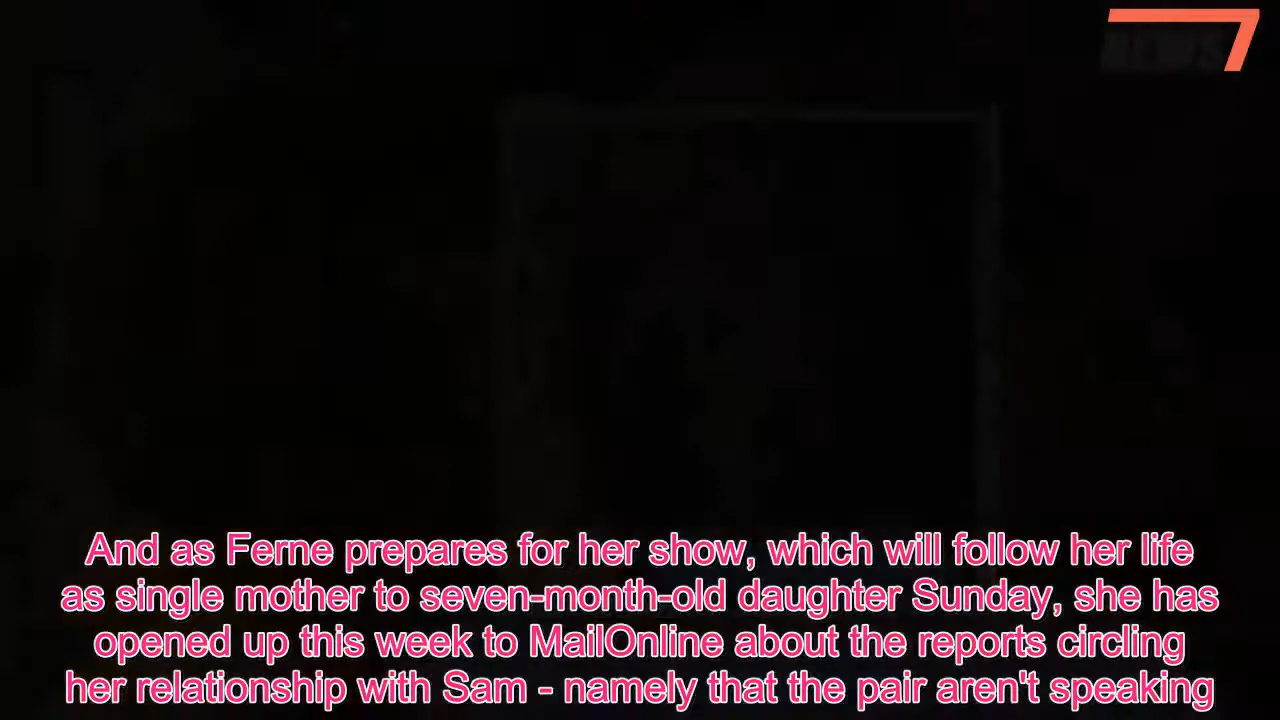 NEWS 7
And as Ferne prepares for her show, which will follow her life
as single mother to seven-month-old daughter Sunday, she has
opened up this week to MailOnline about the reports circling
her relationship with Sam - namely that the pair aren't speaking